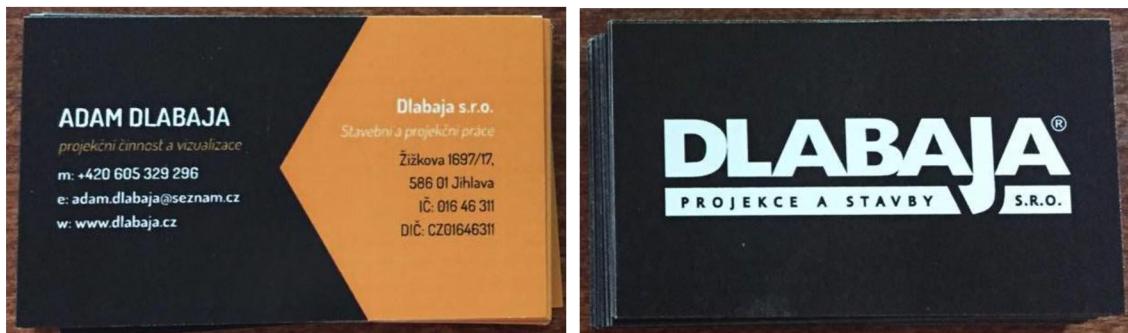 ADAM DLABAJA
projekční činnost a vizualizace
m: +420 605 329 296
e: adam.dlabaja@seznam.cz
w: www.dlabaja.cz
Dlabaja s.r.o.
Stavební a projekční práce
Žižkova 1697/17,
586 01 Jihlava
IČ: 016 46 311
DIČ: CZ01646311
DLABAJA®
PROJEKCE A STAVBY S.R.O.